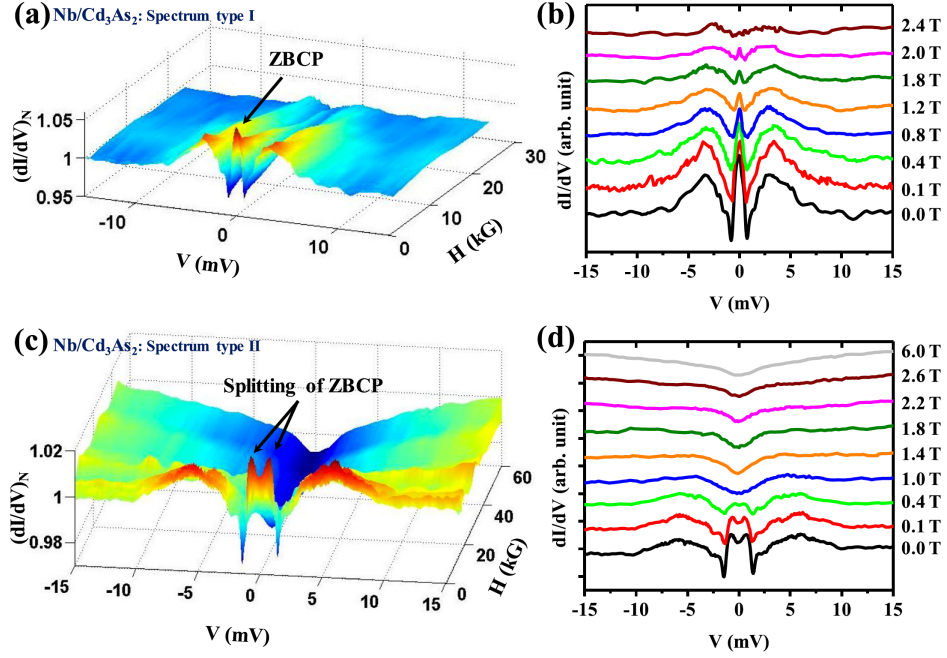 (a) Nb/Cd₃As₂: Spectrum type I
ZBCP
1.05
1
0.95
(dI/dV)N
-10
0
10
V (mV)
0
10
20
30
H (kG)
(b)
2.4 T
2.0 T
1.8 T
1.2 T
0.8 T
0.4 T
0.1 T
0.0 T
dI/dV (arb. unit)
-15 -10 -5 0 5 10 15
V (mV)
(c) Nb/Cd₃As₂: Spectrum type II
Splitting of ZBCP
1.02
1
0.98
(dI/dV)N
-15
-10
-5
0
5
10
15
V (mV)
0
20
40
60
H (kG)
(d)
6.0 T
2.6 T
2.2 T
1.8 T
1.4 T
1.0 T
0.4 T
0.1 T
0.0 T
dI/dV (arb. unit)
-15 -10 -5 0 5 10 15
V (mV)